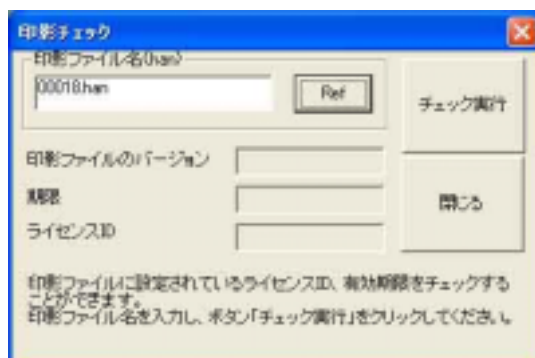 印影チェック
印影ファイル名(han)
00018.han
Ref
チェック実行
印影ファイルのバージョン
期限
閉じる
ライセンスID
印影ファイルに設定されているライセンスID、有効期限をチェックする
ことができます。
印影ファイル名を入力し、ボタン「チェック実行」をクリックしてください。